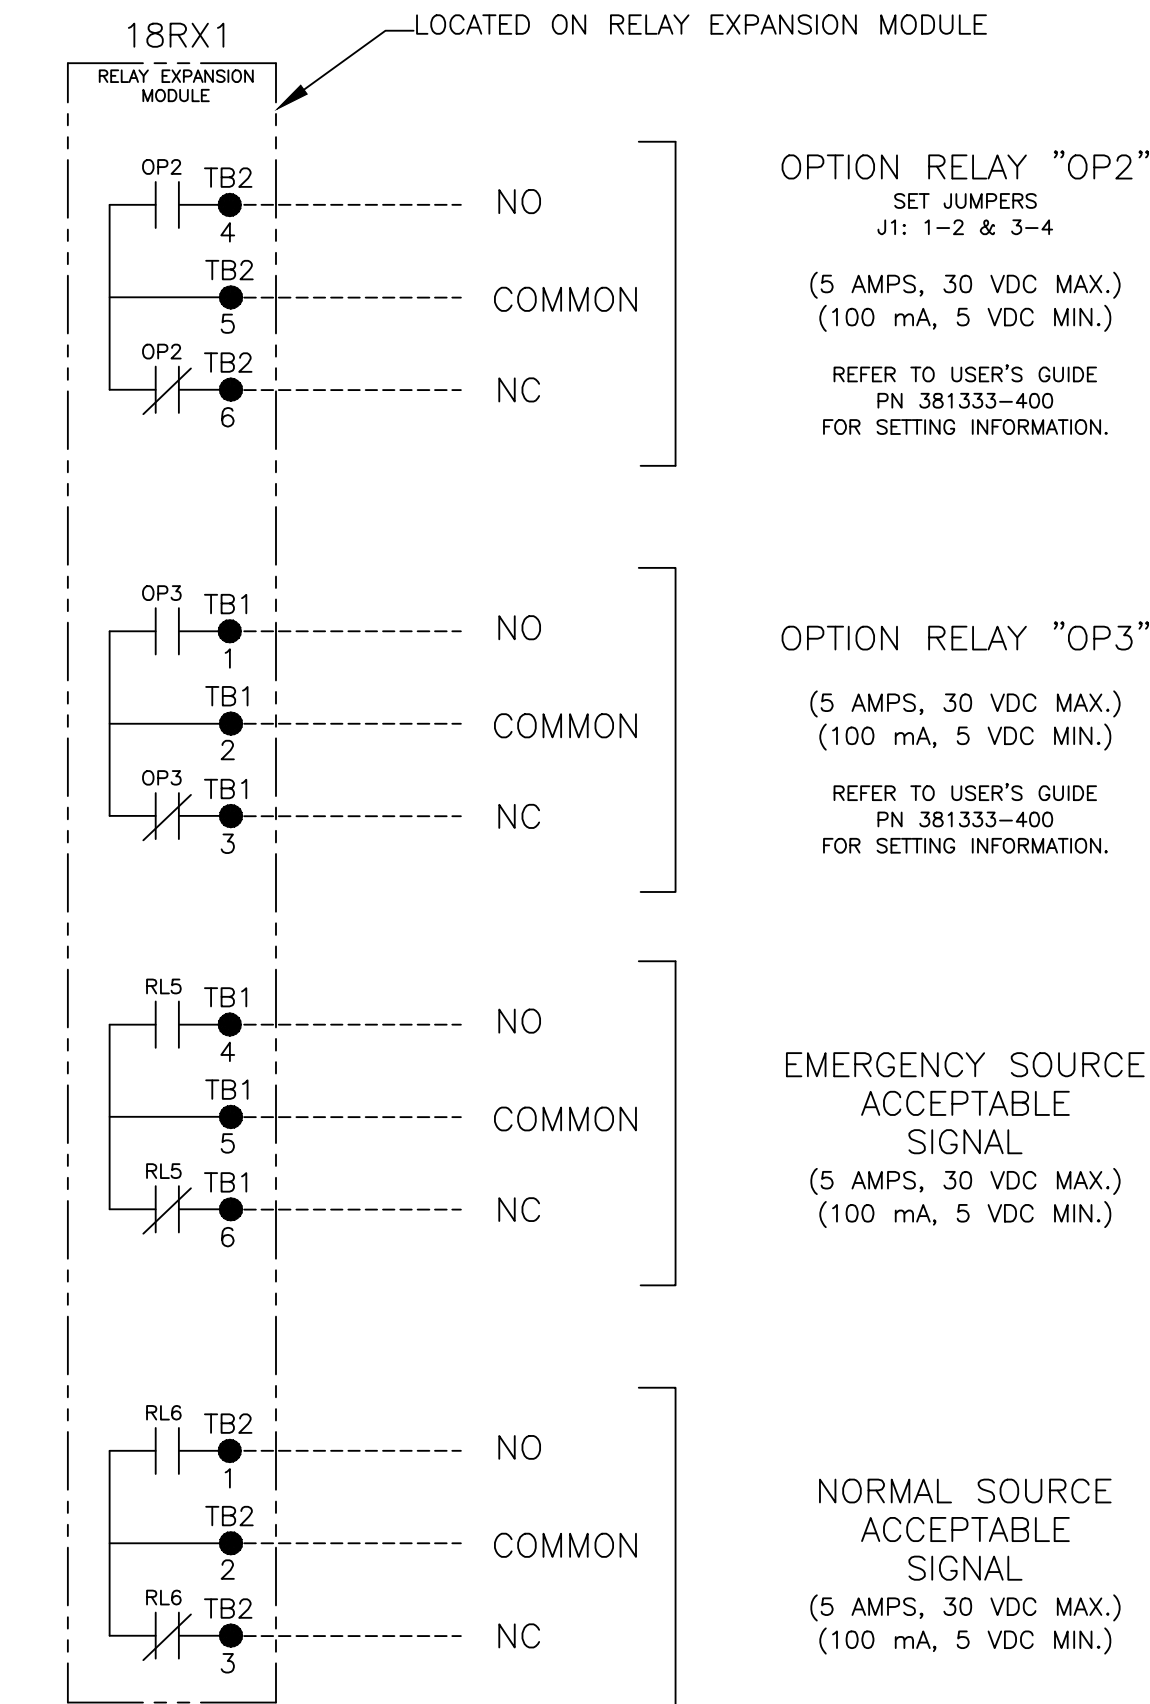 18RX1
LOCATED ON RELAY EXPANSION MODULE
RELAY EXPANSION
MODULE
OP2 TB2
4
NO
TB2
5
COMMON
OP2 TB2
6
NC
OPTION RELAY "OP2"
SET JUMPERS
J1: 1-2 & 3-4
(5 AMPS, 30 VDC MAX.)
(100 mA, 5 VDC MIN.)
REFER TO USER'S GUIDE
PN 381333-400
FOR SETTING INFORMATION.
OP3 TB1
1
NO
TB1
2
COMMON
OP3 TB1
3
NC
OPTION RELAY "OP3"
(5 AMPS, 30 VDC MAX.)
(100 mA, 5 VDC MIN.)
REFER TO USER'S GUIDE
PN 381333-400
FOR SETTING INFORMATION.
RL5 TB1
4
NO
TB1
5
COMMON
RL5 TB1
6
NC
EMERGENCY SOURCE
ACCEPTABLE
SIGNAL
(5 AMPS, 30 VDC MAX.)
(100 mA, 5 VDC MIN.)
RL6 TB2
1
NO
TB2
2
COMMON
RL6 TB2
3
NC
NORMAL SOURCE
ACCEPTABLE
SIGNAL
(5 AMPS, 30 VDC MAX.)
(100 mA, 5 VDC MIN.)